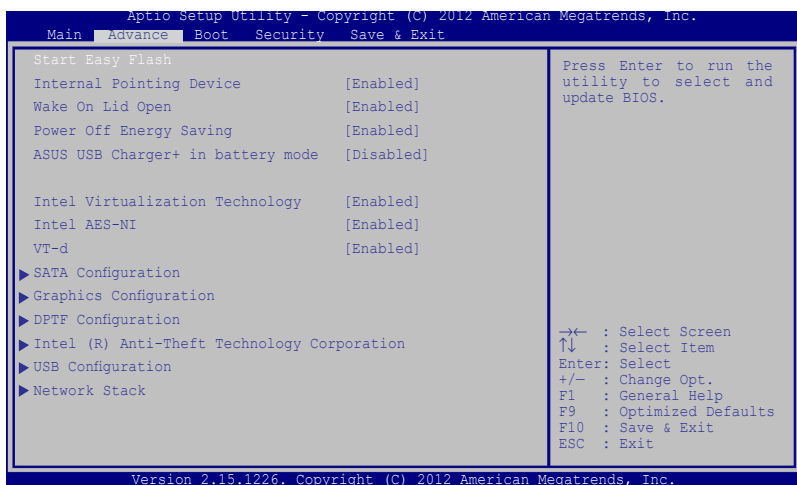 Aptio Setup Utility - Copyright (C) 2012 American Megatrends, Inc.
Main Advance Boot Security Save & Exit
Start Easy Flash
Internal Pointing Device [Enabled]
Wake On Lid Open [Enabled]
Power Off Energy Saving [Enabled]
ASUS USB Charger+ in battery mode [Disabled]
Intel Virtualization Technology [Enabled]
Intel AES-NI [Enabled]
VT-d [Enabled]
▶ SATA Configuration
▶ Graphics Configuration
▶ DPTF Configuration
▶ Intel (R) Anti-Theft Technology Corporation
▶ USB Configuration
▶ Network Stack
Press Enter to run the
utility to select and
update BIOS.
→← : Select Screen
↑↓ : Select Item
Enter: Select
+/— : Change Opt.
F1 : General Help
F9 : Optimized Defaults
F10 : Save & Exit
ESC : Exit
Version 2.15.1226. Copyright (C) 2012 American Megatrends, Inc.